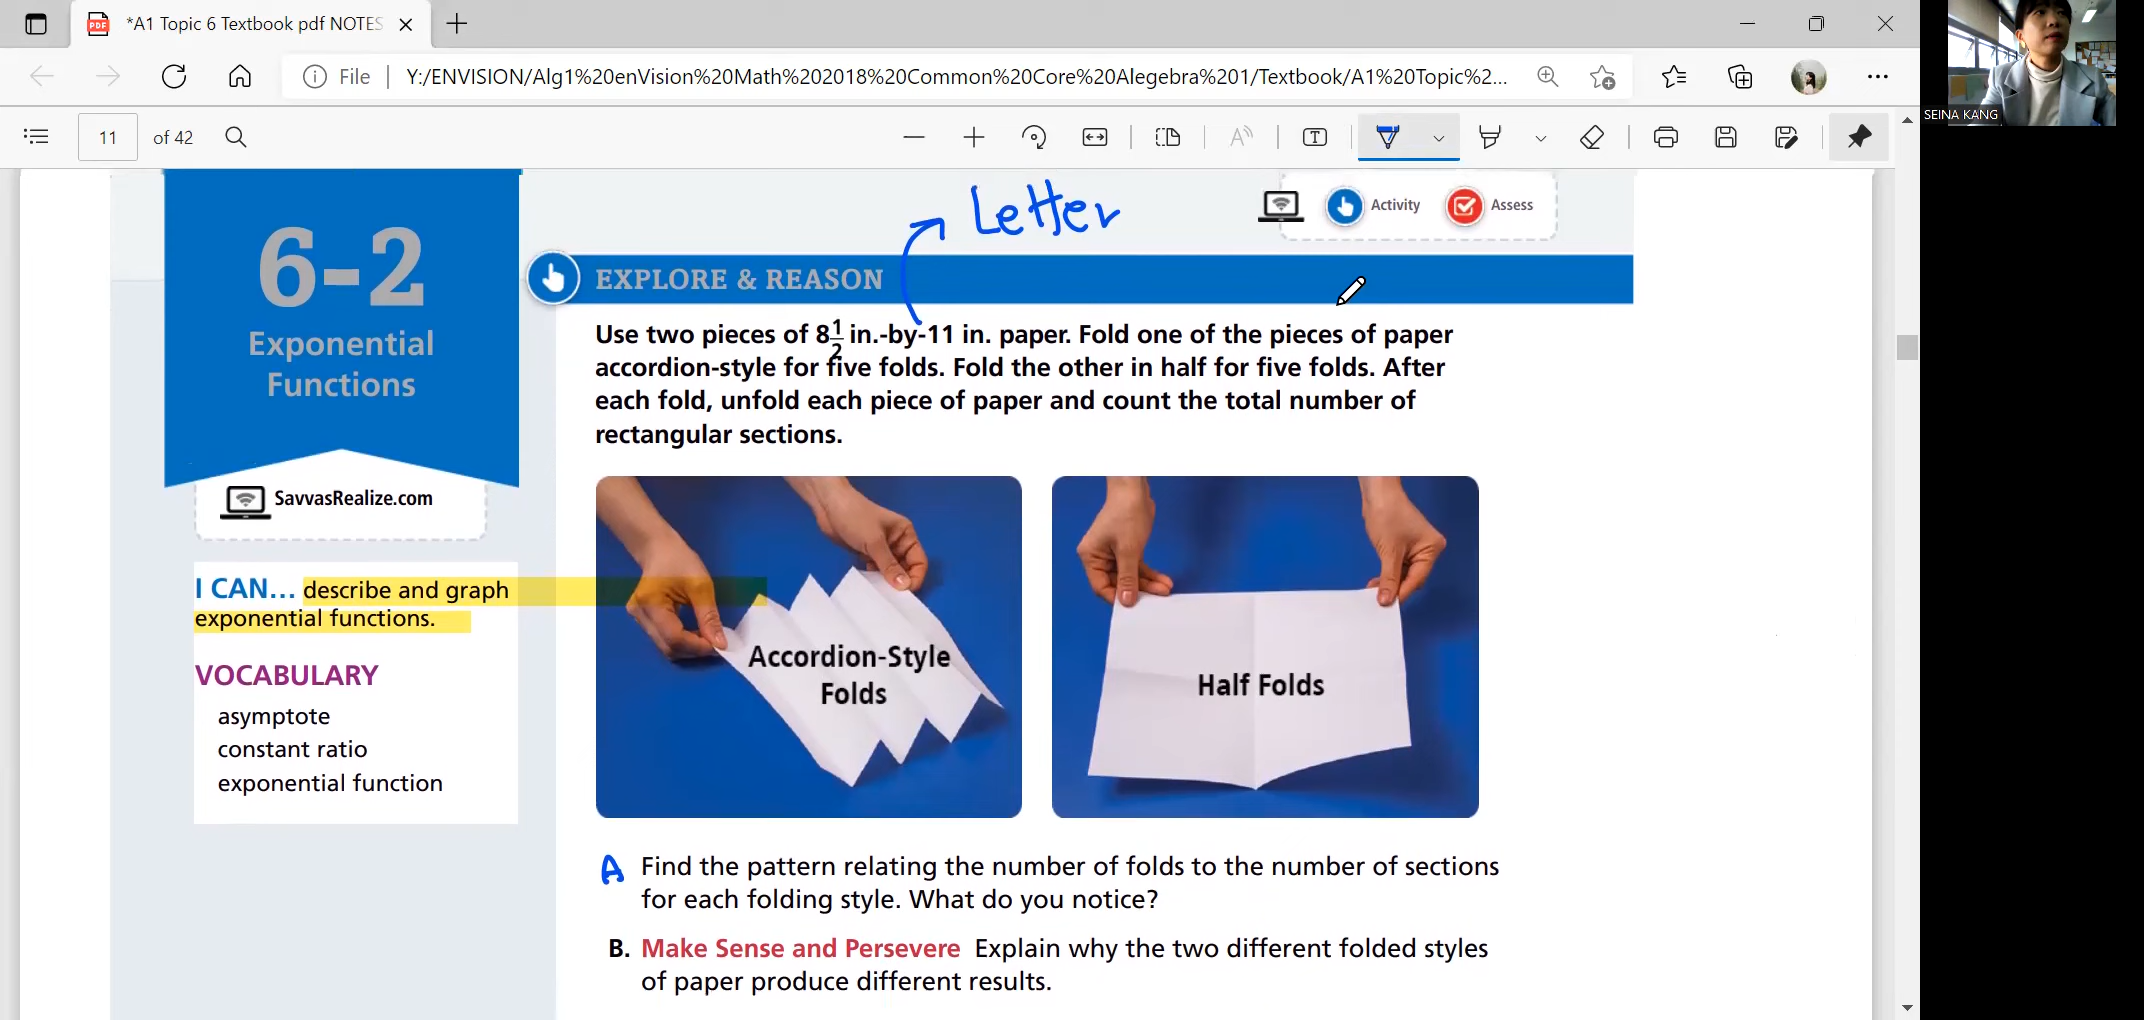 *A1 Topic 6 Textbook pdf NOTES
File
Y:/ENVISION/Alg1%20enVision%20Math%202018%20Common%20Core%20Alegebra%201/Textbook/A1%20Topic%2...
SEINA KANG
11 of 42
Letter
Activity
Assess
6-2
Exponential
Functions
EXPLORE & REASON
Use two pieces of 8 1/2 in.-by-11 in. paper. Fold one of the pieces of paper
accordion-style for five folds. Fold the other in half for five folds. After
each fold, unfold each piece of paper and count the total number of
rectangular sections.
SavvasRealize.com
I CAN... describe and graph
exponential functions.
VOCABULARY
asymptote
constant ratio
exponential function
Accordion-Style
Folds
Half Folds
A Find the pattern relating the number of folds to the number of sections
for each folding style. What do you notice?
B. Make Sense and Persevere Explain why the two different folded styles
of paper produce different results.